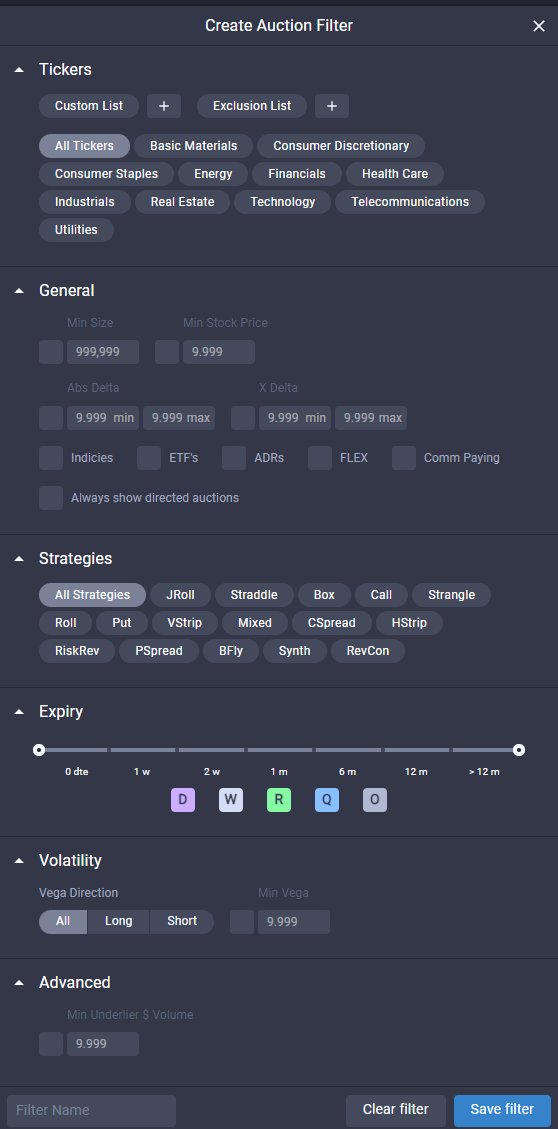 Create Auction Filter
Tickers
Custom List + Exclusion List +
All Tickers Basic Materials Consumer Discretionary
Consumer Staples Energy Financials Health Care
Industrials Real Estate Technology Telecommunications
Utilities
General
Min Size Min Stock Price
999,999 9.999
Abs Delta X Delta
9.999 min 9.999 max 9.999 min 9.999 max
Indicies ETF's ADRs FLEX Comm Paying
Always show directed auctions
Strategies
All Strategies JRoll Straddle Box Call Strangle
Roll Put VStrip Mixed CSpread HStrip
RiskRev PSpread BFly Synth RevCon
Expiry
0 dte 1 w 2 w 1 m 6 m 12 m > 12 m
D W R Q O
Volatility
Vega Direction Min Vega
All Long Short 9.999
Advanced
Min Underlier $ Volume
9.999
Filter Name Clear filter Save filter